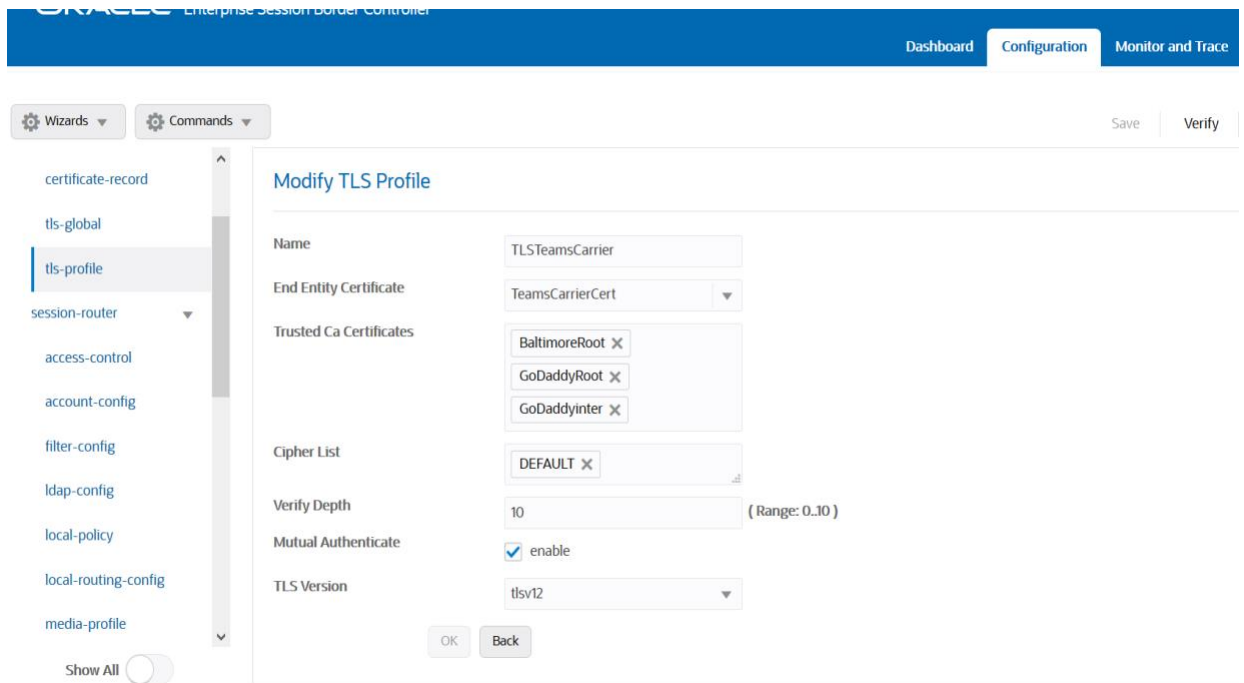 ORACLE Enterprise Session Border Controller
Dashboard Configuration Monitor and Trace
Wizards Commands Save Verify
certificate-record
tls-global
tls-profile
session-router
access-control
account-config
filter-config
ldap-config
local-policy
local-routing-config
media-profile
Show All
Modify TLS Profile
Name TLSTeamsCarrier
End Entity Certificate TeamsCarrierCert
Trusted Ca Certificates BaltimoreRoot
GoDaddyRoot
GoDaddyinter
Cipher List DEFAULT
Verify Depth 10 ( Range: 0..10 )
Mutual Authenticate enable
TLS Version tlsv12
OK Back